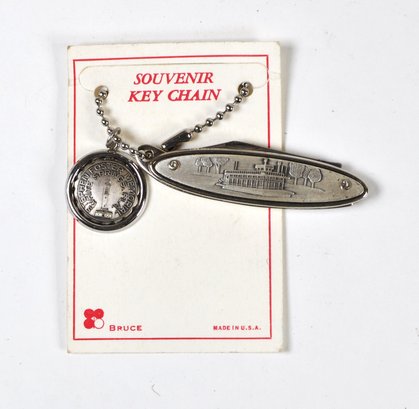 SOUVENIR
KEY CHAIN
BRUCE
MADE IN U.S.A.